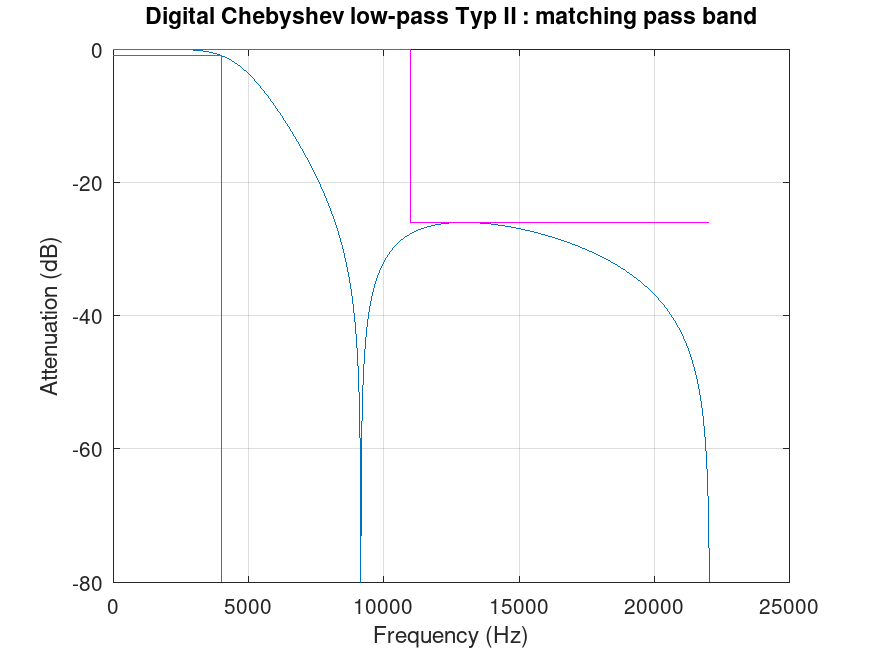 Digital Chebyshev low-pass Typ II : matching pass band
0
-20
-40
-60
-80
Attenuation (dB)
0 5000 10000 15000 20000 25000
Frequency (Hz)